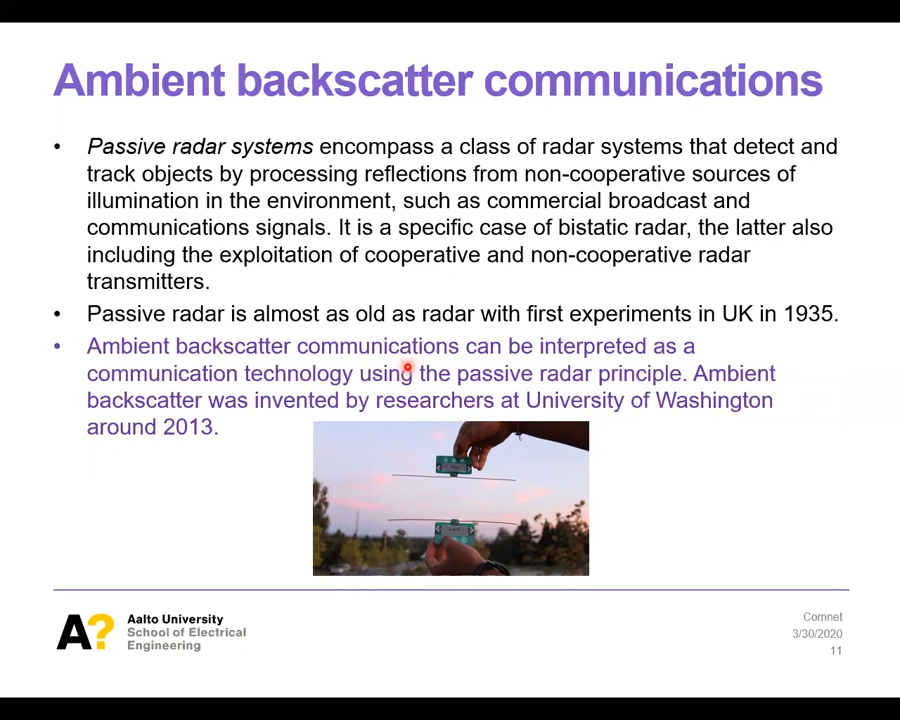 Ambient backscatter communications
• Passive radar systems encompass a class of radar systems that detect and
track objects by processing reflections from non-cooperative sources of
illumination in the environment, such as commercial broadcast and
communications signals. It is a specific case of bistatic radar, the latter also
including the exploitation of cooperative and non-cooperative radar
transmitters.
• Passive radar is almost as old as radar with first experiments in UK in 1935.
• Ambient backscatter communications can be interpreted as a
communication technology using the passive radar principle. Ambient
backscatter was invented by researchers at University of Washington
around 2013.
A?
Aalto University
School of Electrical
Engineering
Comnet
3/30/2020
11